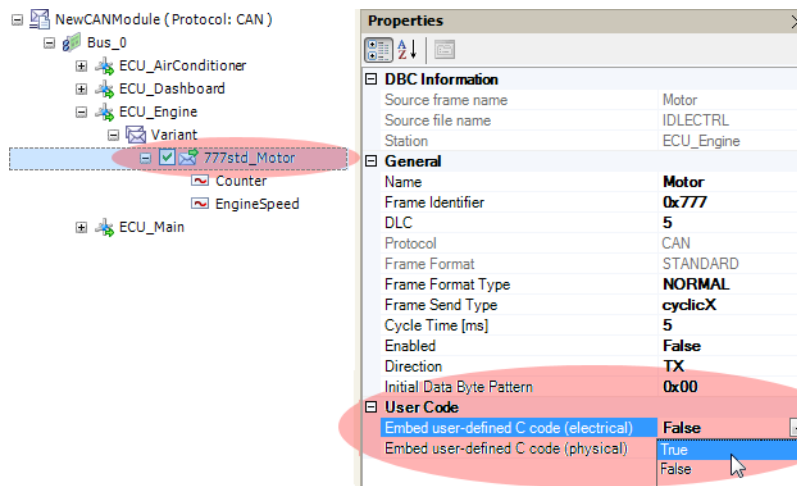 NewCANModule ( Protocol: CAN )
Bus_0
ECU_AirConditioner
ECU_Dashboard
ECU_Engine
Variant
777std_Motor
Counter
EngineSpeed
ECU_Main
Properties
DBC Information
Source frame name Motor
Source file name IDLECTRL
Station ECU_Engine
General
Name Motor
Frame Identifier 0x777
DLC 5
Protocol CAN
Frame Format STANDARD
Frame Format Type NORMAL
Frame Send Type cyclicX
Cycle Time [ms] 5
Enabled False
Direction TX
Initial Data Byte Pattern 0x00
User Code
Embed user-defined C code (electrical) False
Embed user-defined C code (physical) True
False